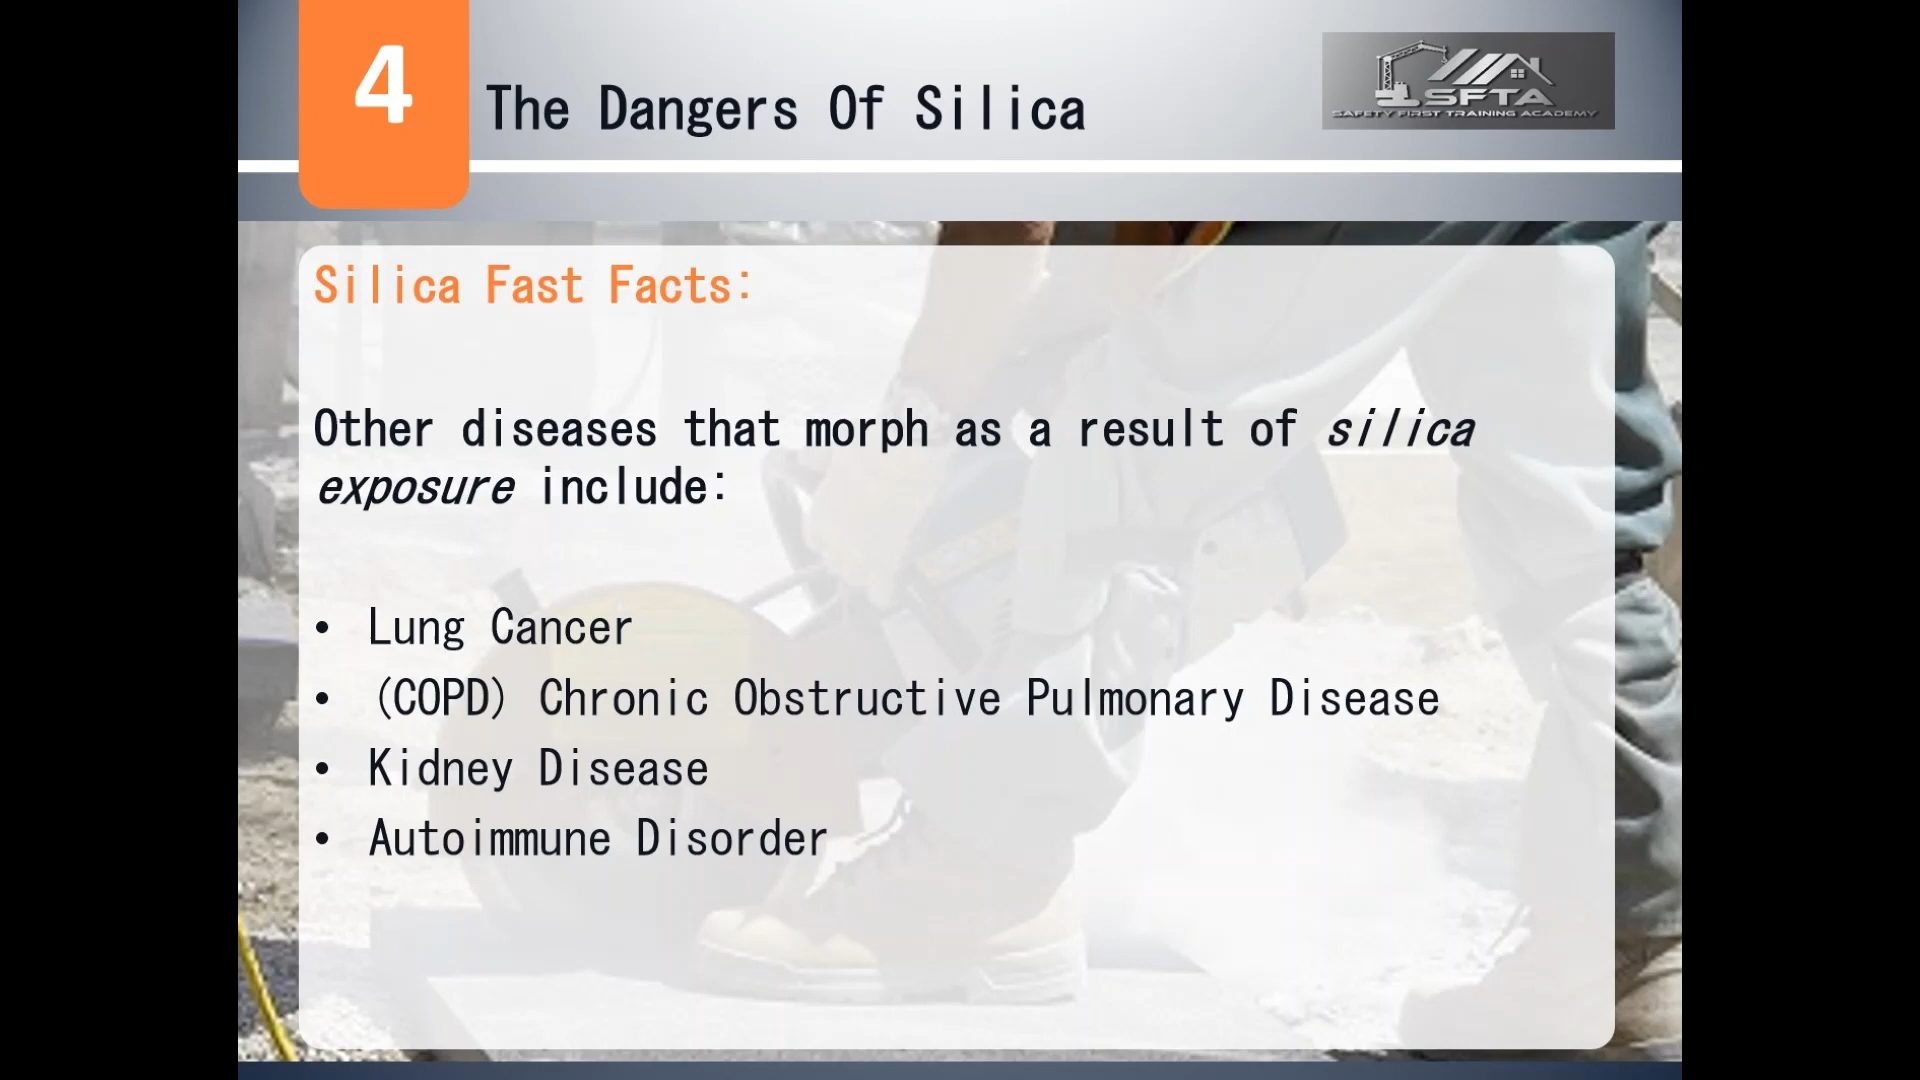 4
The Dangers Of Silica
SFTA
SAFETY FIRST TRAINING ACADEMY
Silica Fast Facts:
Other diseases that morph as a result of silica
exposure include:
• Lung Cancer
• (COPD) Chronic Obstructive Pulmonary Disease
• Kidney Disease
• Autoimmune Disorder